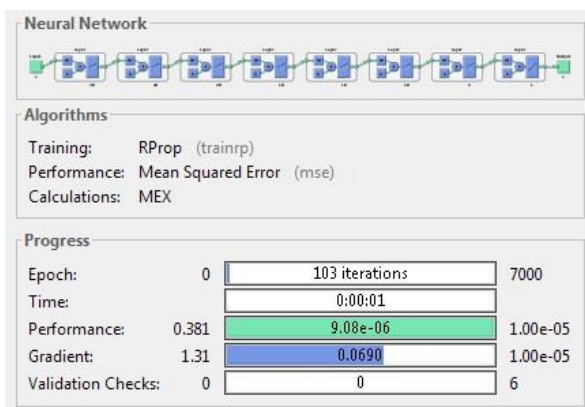 Neural Network
Algorithms
Training: RProp (trainrp)
Performance: Mean Squared Error (mse)
Calculations: MEX
Progress
Epoch: 0 103 iterations 7000
Time: 0:00:01
Performance: 0.381 9.08e-06 1.00e-05
Gradient: 1.31 0.0690 1.00e-05
Validation Checks: 0 0 6